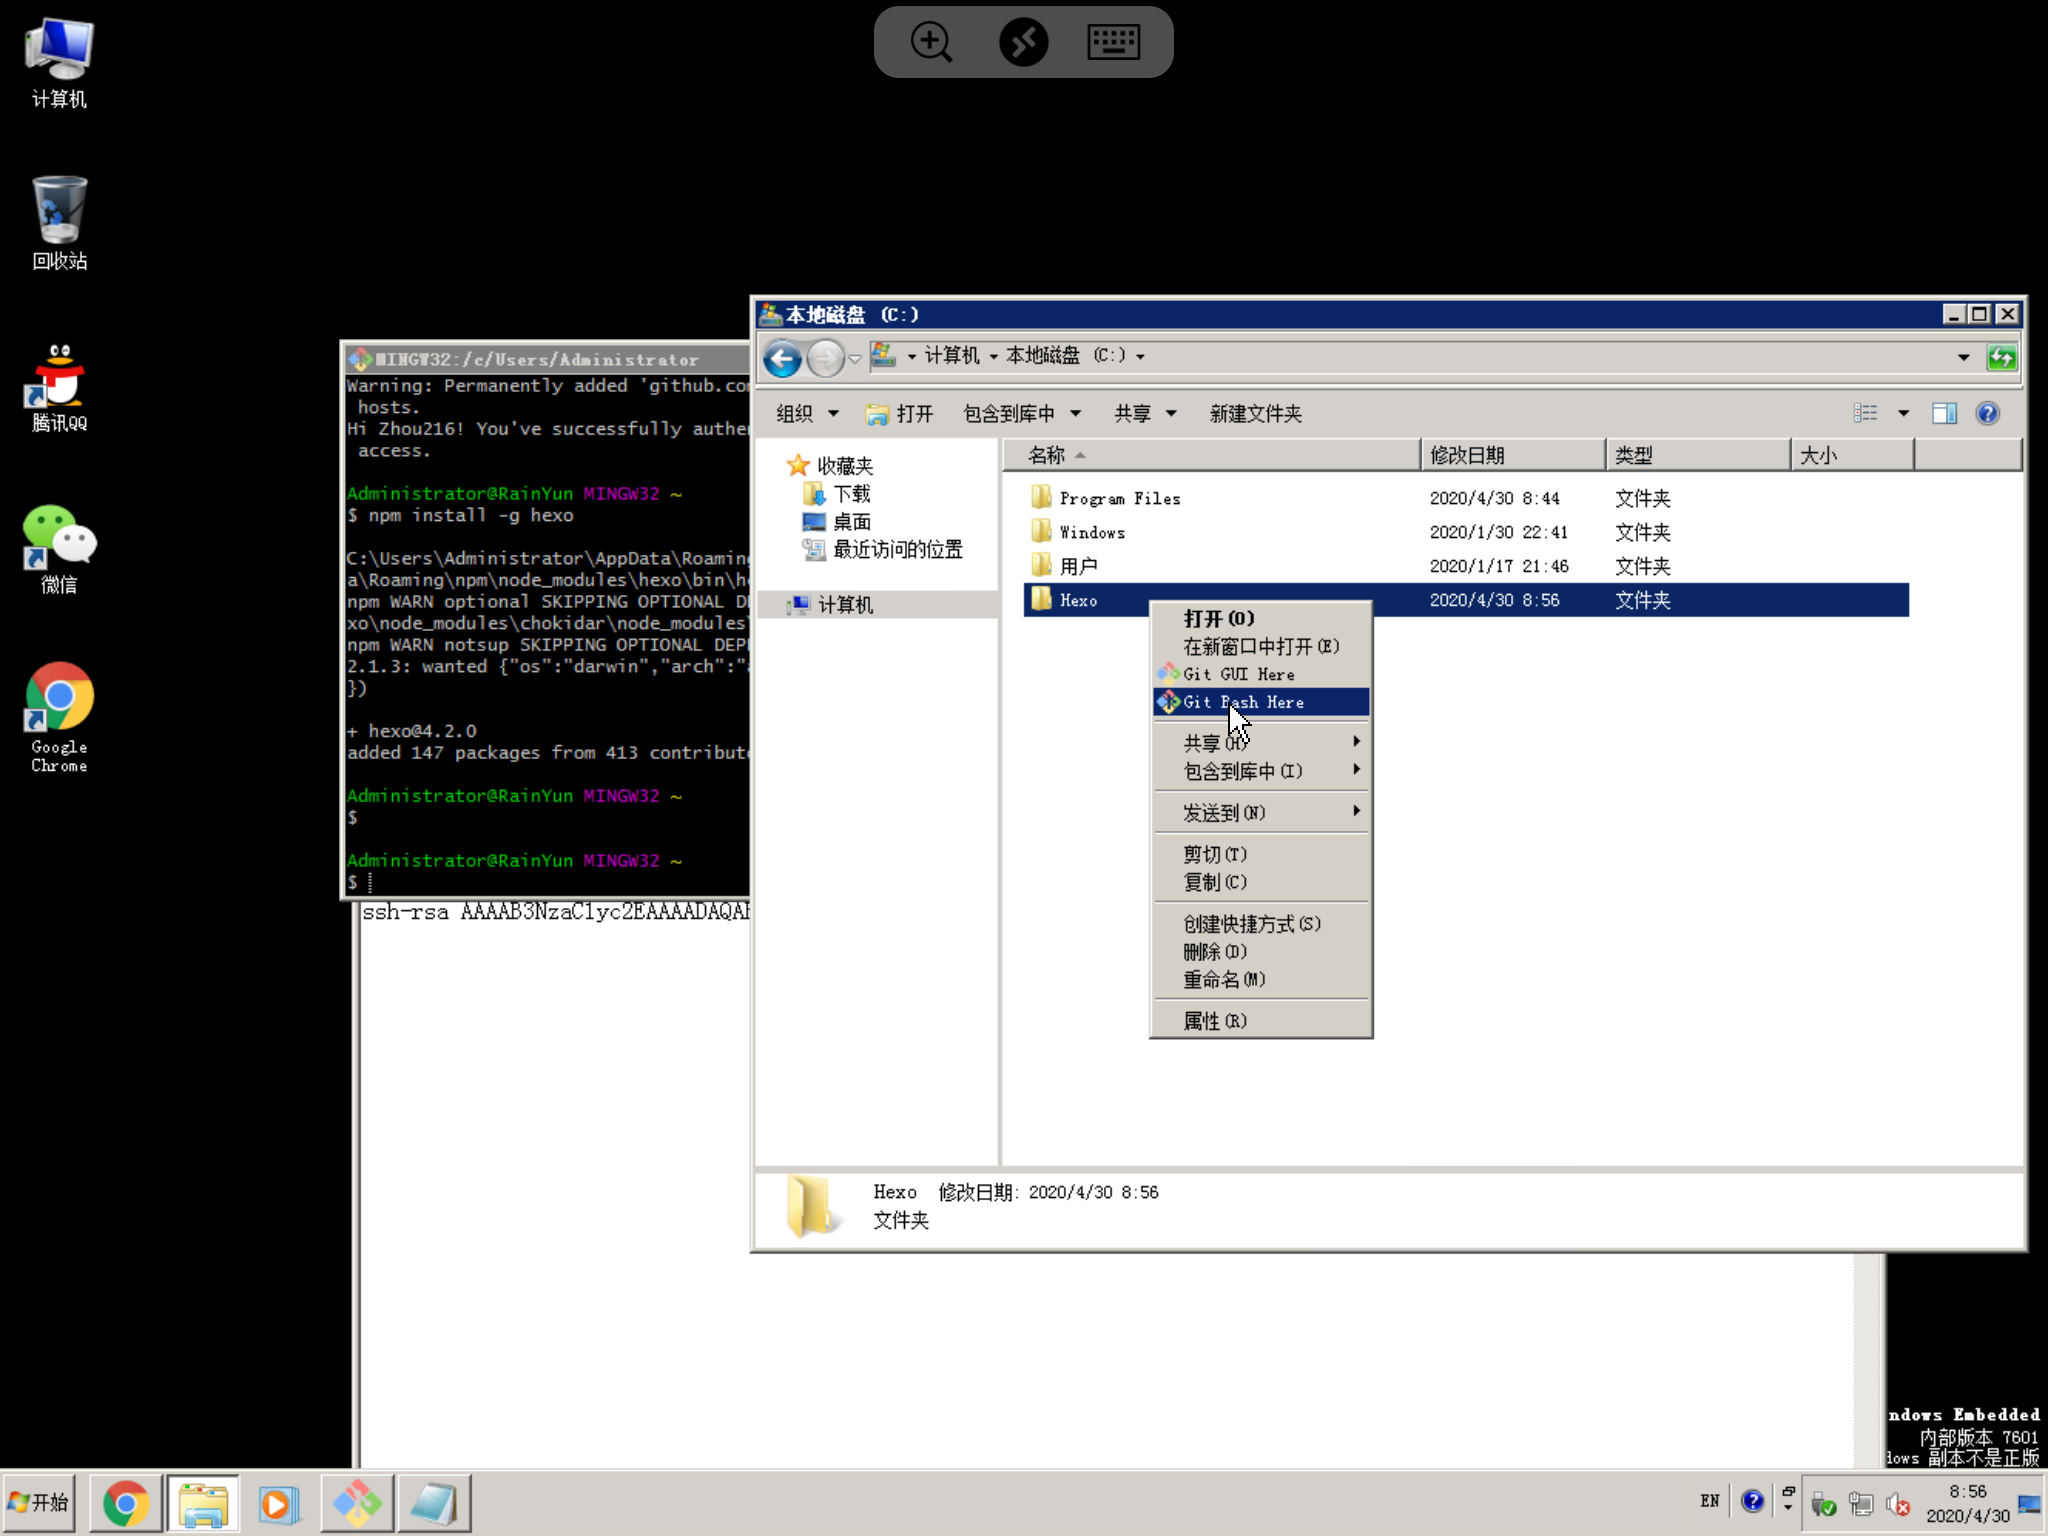 计算机
回收站
腾讯QQ
微信
Google
Chrome
MINGW32:/c/Users/Administrator
Warning: Permanently added 'github.co
hosts.
Hi Zhou216! You've successfully authe
access.
Administrator@RainYun MINGW32 ~
$ npm install -g hexo
C:\Users\Administrator\AppData\Roaming
a\Roaming\npm\node_modules\hexo\bin\h
npm WARN optional SKIPPING OPTIONAL D
xo\node_modules\chokidar\node_modules
npm WARN notsup SKIPPING OPTIONAL DEP
2.1.3: wanted {"os":"darwin","arch":"
})
+ hexo@4.2.0
added 147 packages from 413 contribut
Administrator@RainYun MINGW32 ~
$
Administrator@RainYun MINGW32 ~
$
ssh-rsa AAAAB3NzaC1yc2EAAAADAQA
本地磁盘 (C:)
计算机 本地磁盘 (C:)
组织 打开 包含到库中 共享 新建文件夹
收藏夹
下载
桌面
最近访问的位置
计算机
名称 修改日期 类型 大小
Program Files 2020/4/30 8:44 文件夹
Windows 2020/1/30 22:41 文件夹
用户 2020/1/17 21:46 文件夹
Hexo 2020/4/30 8:56 文件夹
打开(O)
在新窗口中打开(E)
Git GUI Here
Git Bash Here
共享(H)
包含到库中(I)
发送到(N)
剪切(T)
复制(C)
创建快捷方式(S)
删除(D)
重命名(M)
属性(R)
Hexo 修改日期: 2020/4/30 8:56
文件夹
ndows Embedded
内部版本 7601
dows 副本不是正版
开始
EN
8:56
2020/4/30